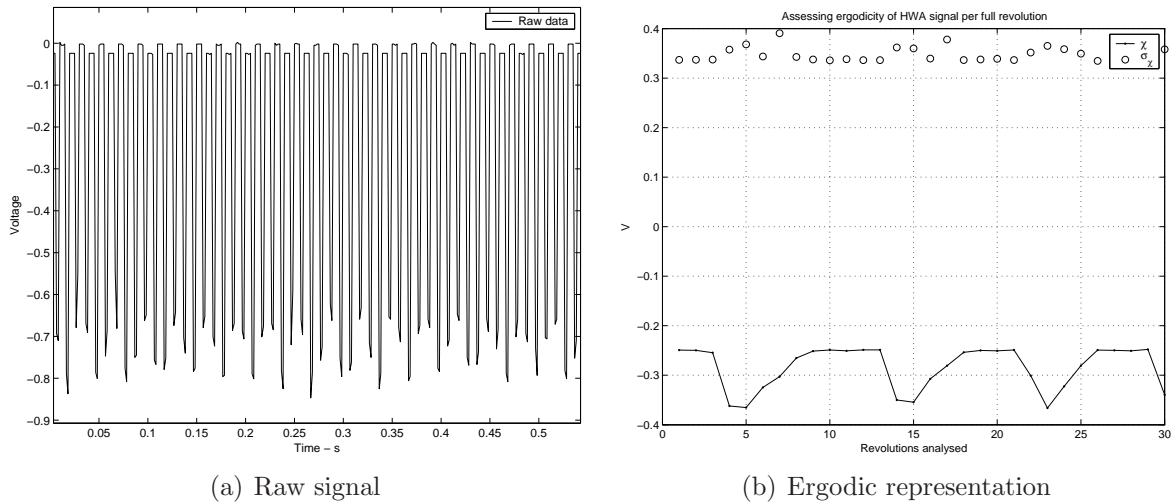 Raw data
0
−0.1
−0.2
−0.3
−0.4
−0.5
−0.6
−0.7
−0.8
−0.9
Voltage
0.05 0.1 0.15 0.2 0.25 0.3 0.35 0.4 0.45 0.5
Time − s
(a) Raw signal
Assessing ergodicity of HWA signal per full revolution
χ
σχ
0.4
0.3
0.2
0.1
0
−0.1
−0.2
−0.3
−0.4
V
0 5 10 15 20 25 30
Revolutions analysed
(b) Ergodic representation